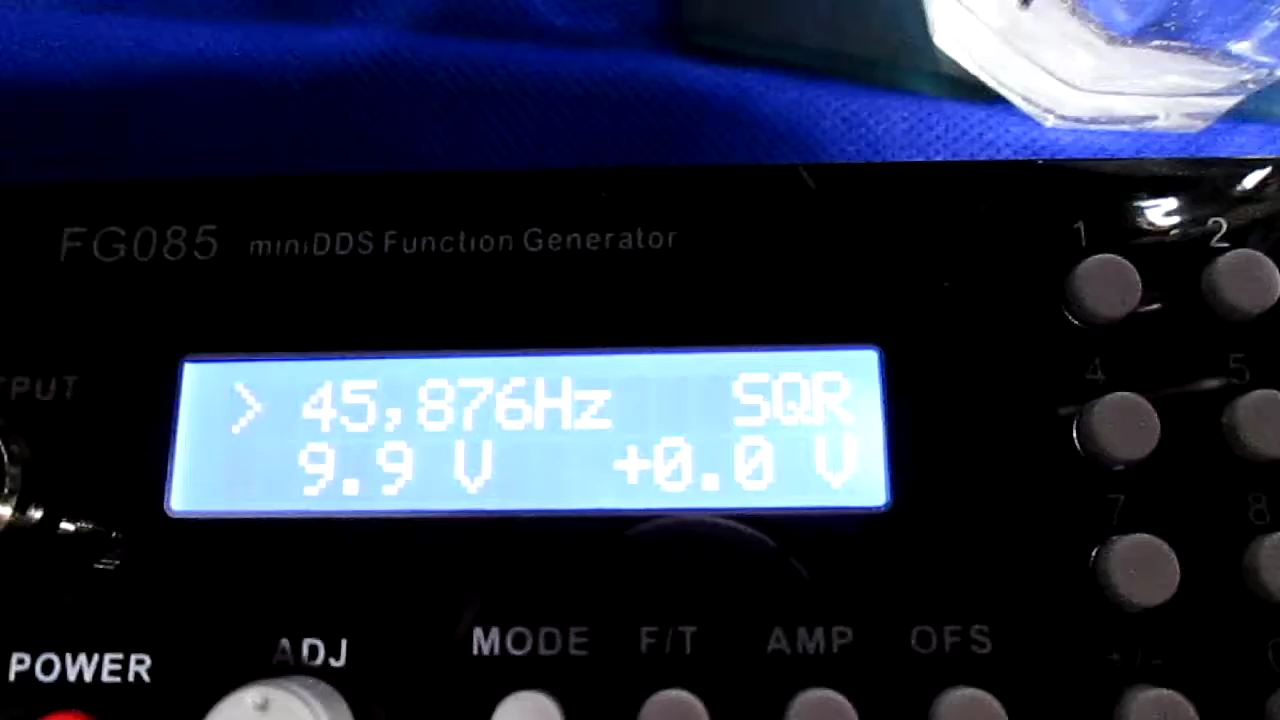 FG085 miniDDS Function Generator
1 2
> 45,876Hz SQR
9.9 V +0.0 V
4 5
7 8
POWER ADJ MODE F/T AMP OFS +/-